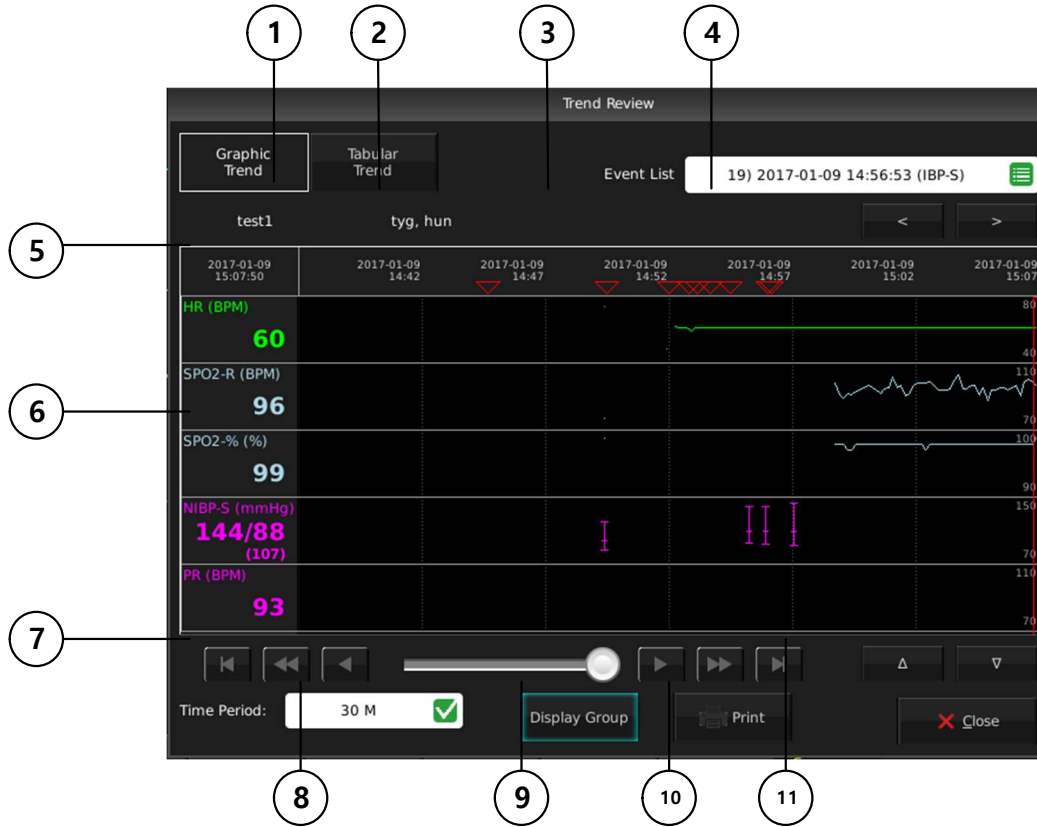 1
2
3
4
Trend Review
Graphic
Trend
Tabular
Trend
Event List
19) 2017-01-09 14:56:53 (IBP-S)
test1
tyg, hun
<
>
5
2017-01-09
15:07:50
2017-01-09
14:42
2017-01-09
14:47
2017-01-09
14:52
2017-01-09
14:57
2017-01-09
15:02
2017-01-09
15:07
HR (BPM)
60
80
40
SPO2-R (BPM)
96
110
70
6
SPO2-% (%)
99
100
90
NIBP-S (mmHg)
144/88
(107)
150
70
PR (BPM)
93
110
70
7
Time Period:
30 M
Display Group
Print
Close
8
9
10
11